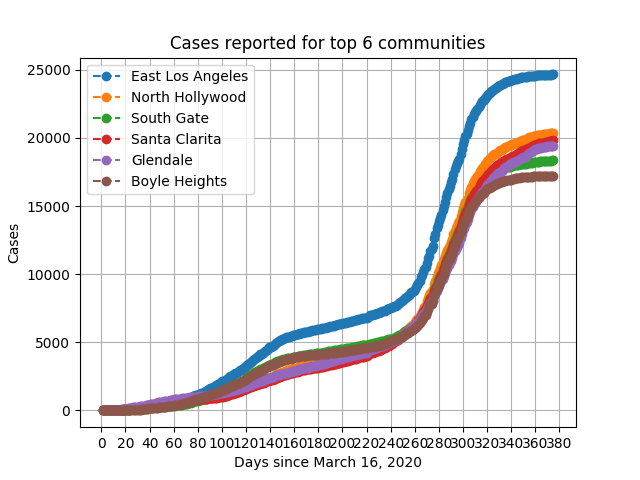 Cases reported for top 6 communities
East Los Angeles
North Hollywood
South Gate
Santa Clarita
Glendale
Boyle Heights
25000
20000
15000
10000
5000
0
Cases
0 20 40 60 80 100 120 140 160 180 200 220 240 260 280 300 320 340 360 380
Days since March 16, 2020